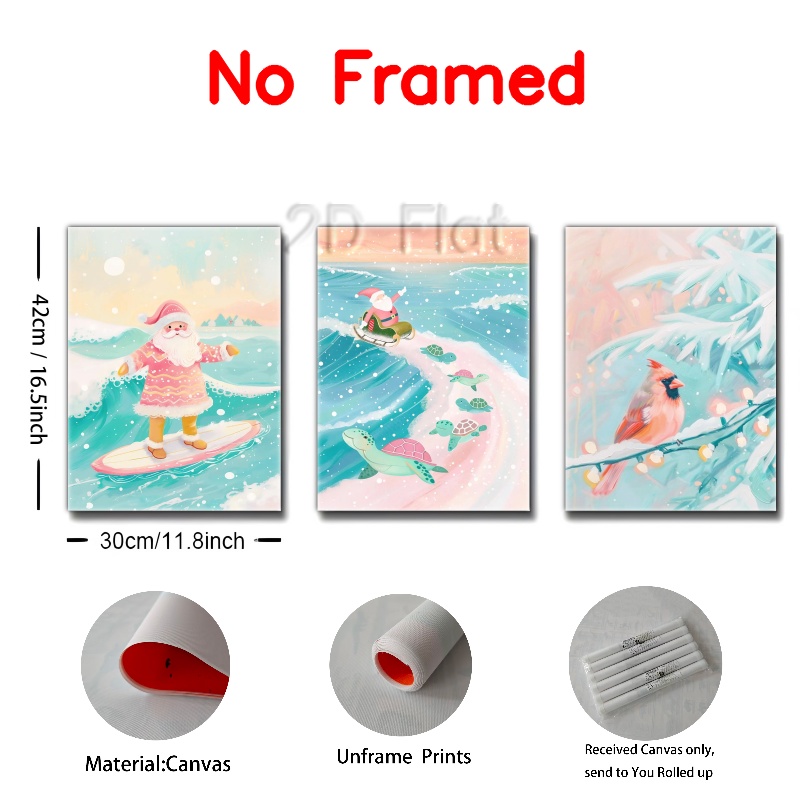 No Framed
2D Flat
42cm / 16.5inch
30cm/11.8inch
Material:Canvas
Unframe Prints
Received Canvas only,
send to You Rolled up